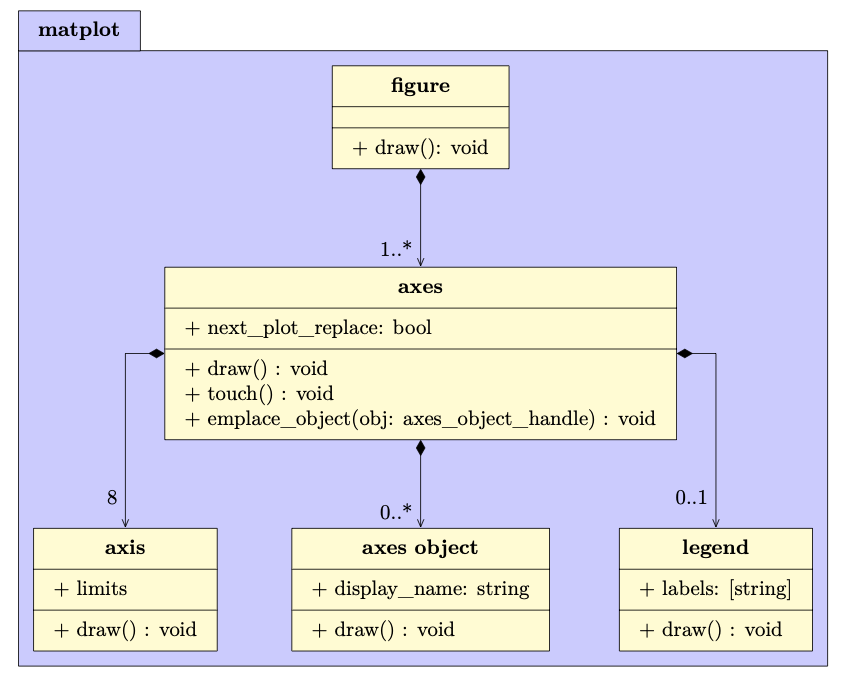 matplot
figure
+ draw(): void
1..*
axes
+ next_plot_replace: bool
+ draw() : void
+ touch() : void
+ emplace_object(obj: axes_object_handle) : void
8
0..*
0..1
axis
+ limits
+ draw() : void
axes object
+ display_name: string
+ draw() : void
legend
+ labels: [string]
+ draw() : void